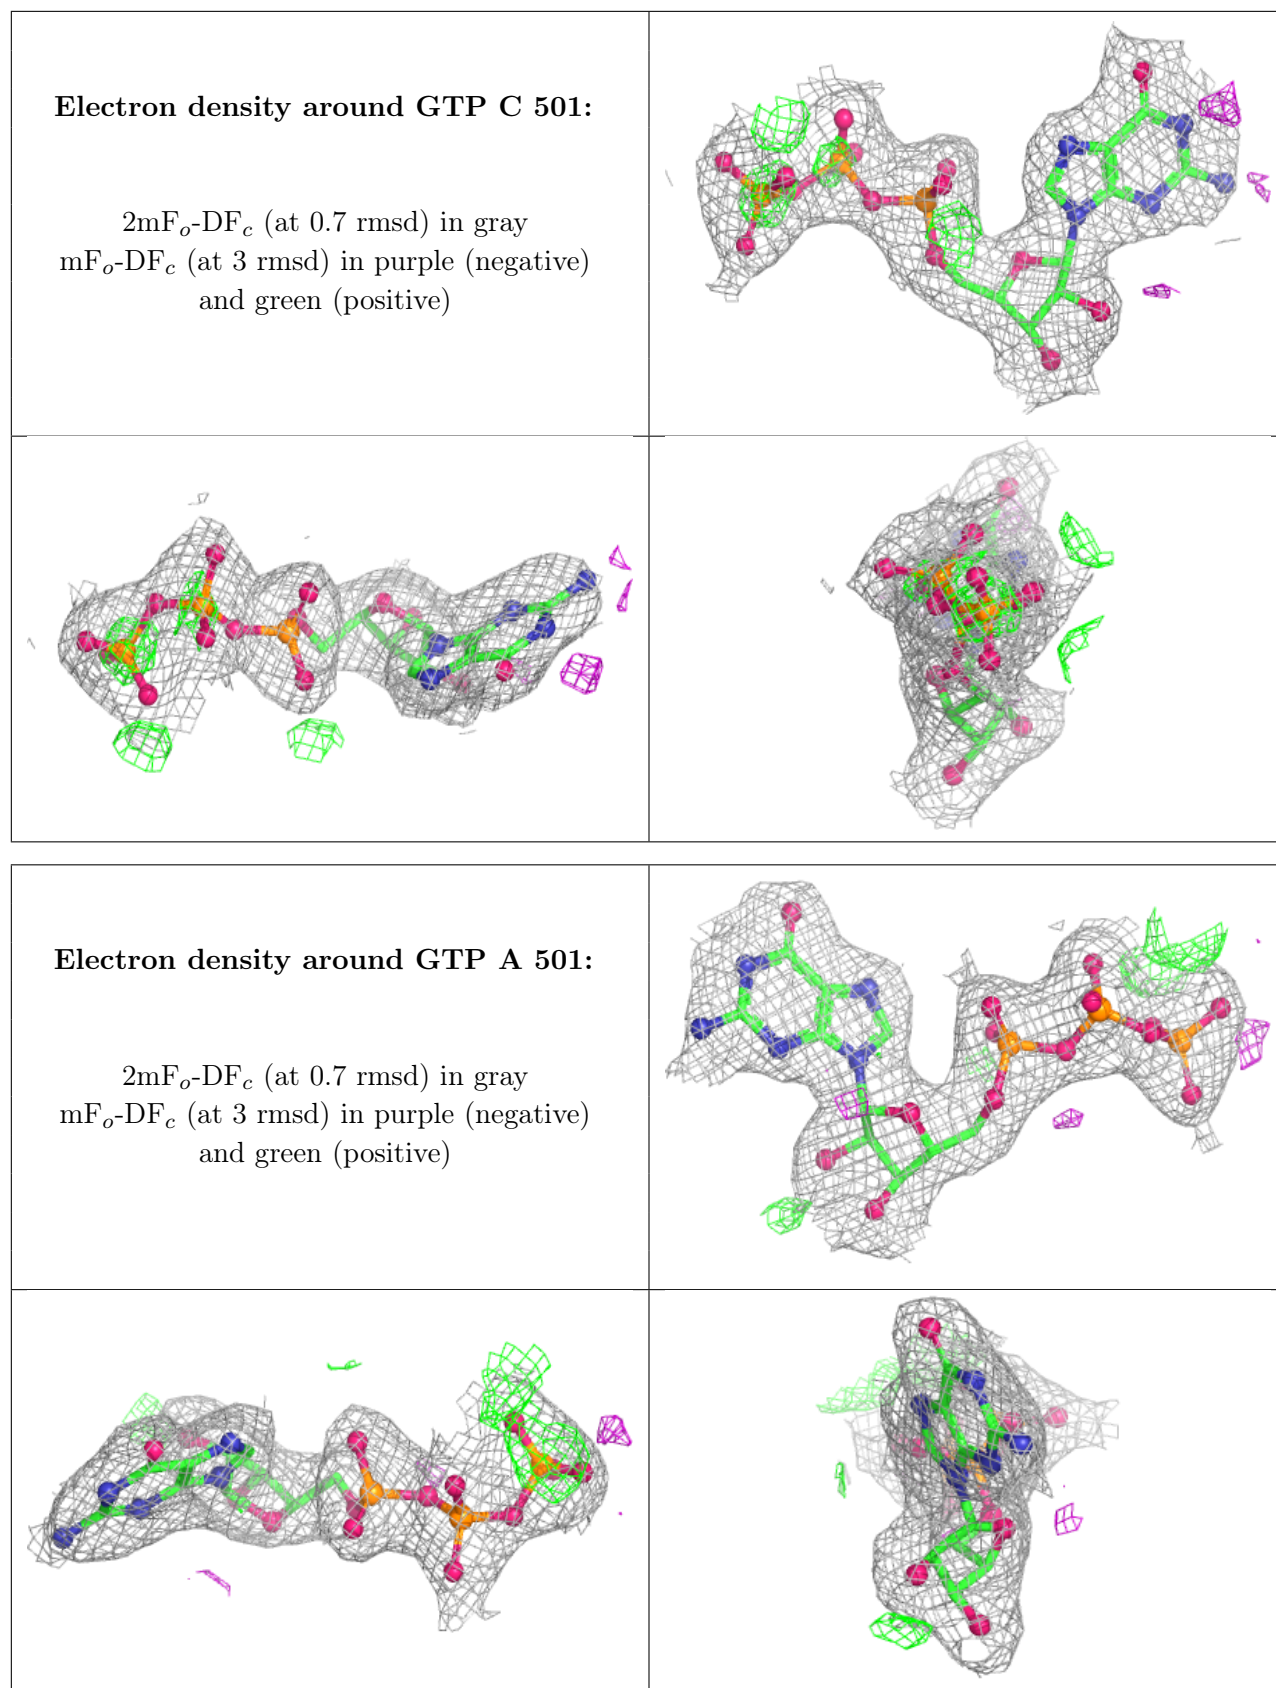 Electron density around GTP C 501:
2mFo-DFc (at 0.7 rmsd) in gray
mFo-DFc (at 3 rmsd) in purple (negative)
and green (positive)
Electron density around GTP A 501:
2mFo-DFc (at 0.7 rmsd) in gray
mFo-DFc (at 3 rmsd) in purple (negative)
and green (positive)